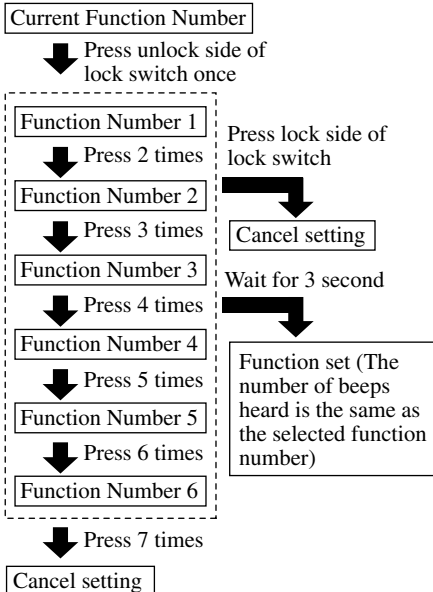 Current Function Number
Press unlock side of
lock switch once
Function Number 1
Press 2 times
Function Number 2
Press 3 times
Function Number 3
Press 4 times
Function Number 4
Press 5 times
Function Number 5
Press 6 times
Function Number 6
Press 7 times
Cancel setting
Press lock side of
lock switch
Cancel setting
Wait for 3 second
Function set (The
number of beeps
heard is the same as
the selected function
number)